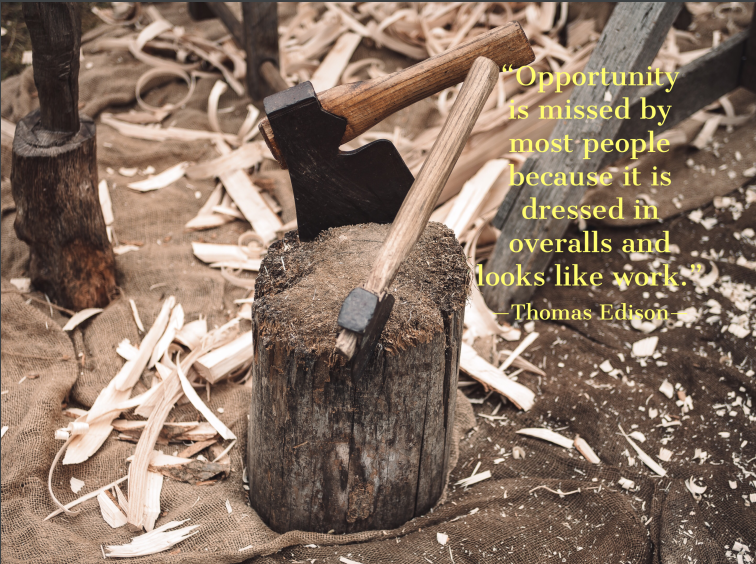 “Opportunity
is missed by
most people
because it is
dressed in
overalls and
looks like work.”
–Thomas Edison-